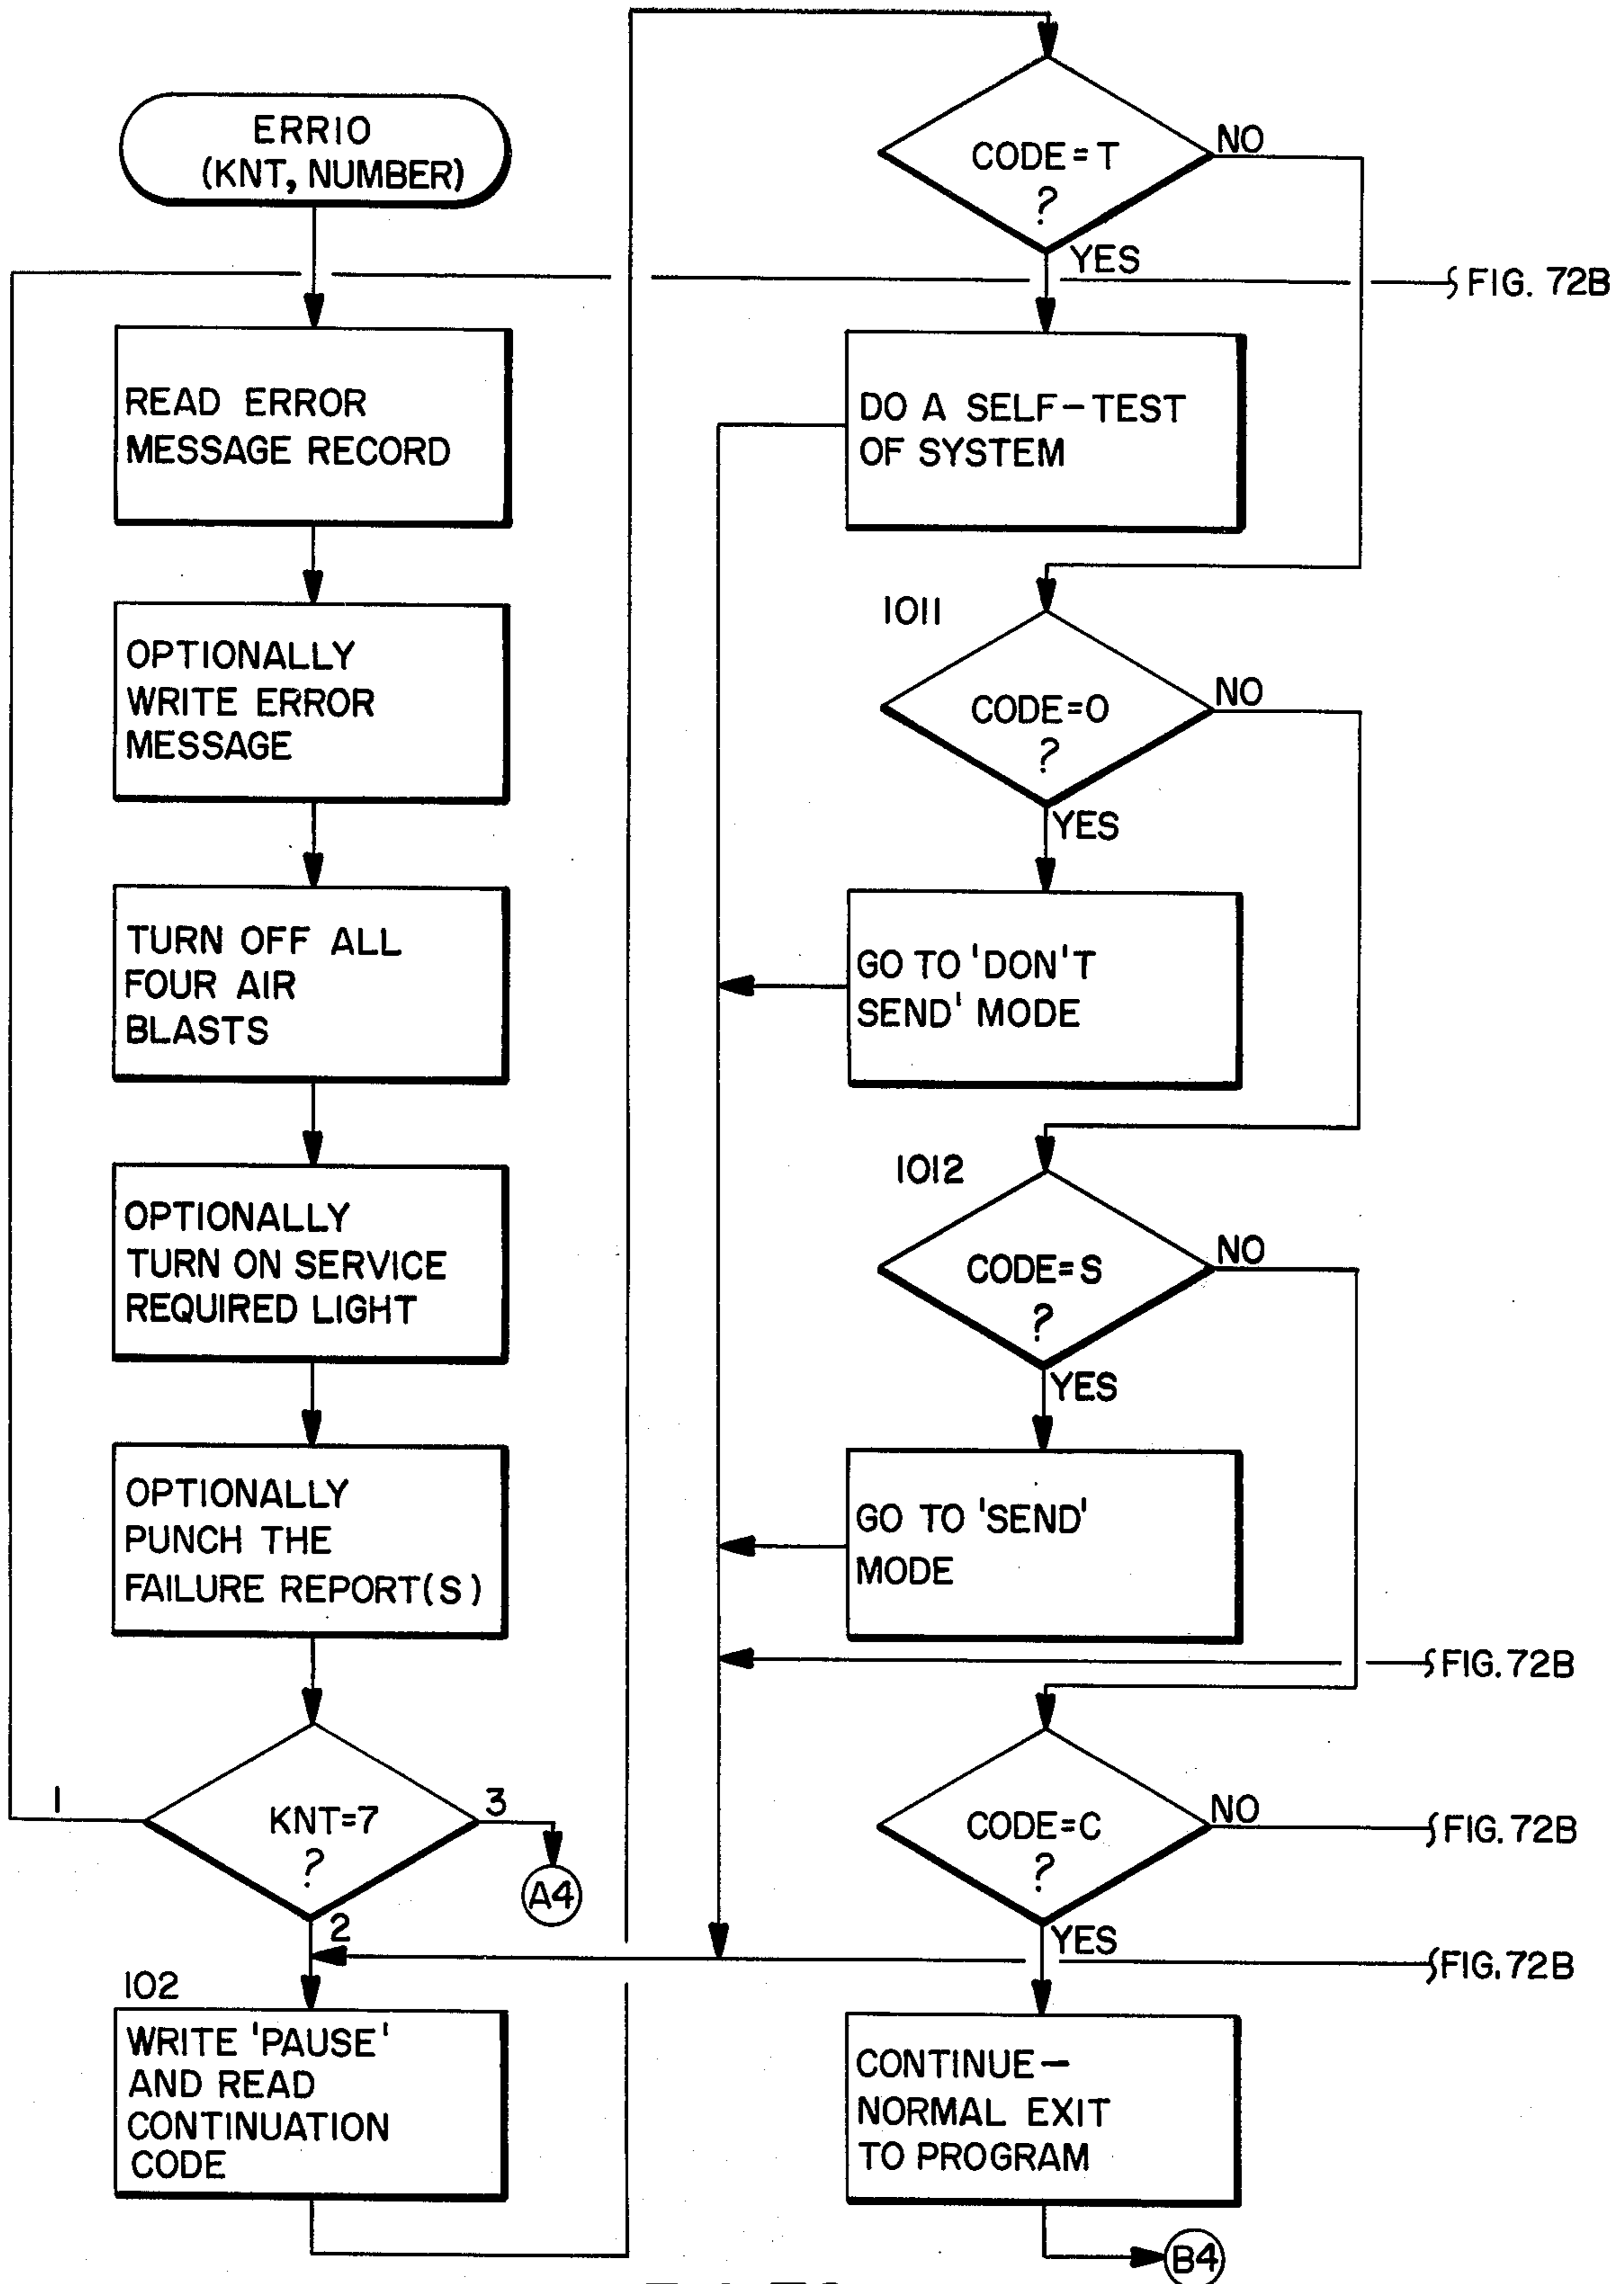 ERRIO
(KNT, NUMBER)
READ ERROR
MESSAGE RECORD
OPTIONALLY
WRITE ERROR
MESSAGE
TURN OFF ALL
FOUR AIR
BLASTS
OPTIONALLY
TURN ON SERVICE
REQUIRED LIGHT
OPTIONALLY
PUNCH THE
FAILURE REPORT(S)
1
KNT=7
?
3
A4
2
102
WRITE 'PAUSE'
AND READ
CONTINUATION
CODE
CODE=T
?
NO
YES
FIG. 72B
DO A SELF-TEST
OF SYSTEM
1011
CODE=O
?
NO
YES
GO TO 'DON'T
SEND' MODE
1012
CODE=S
?
NO
YES
GO TO 'SEND'
MODE
FIG. 72B
CODE=C
?
NO
FIG. 72B
YES
FIG. 72B
CONTINUE—
NORMAL EXIT
TO PROGRAM
B4